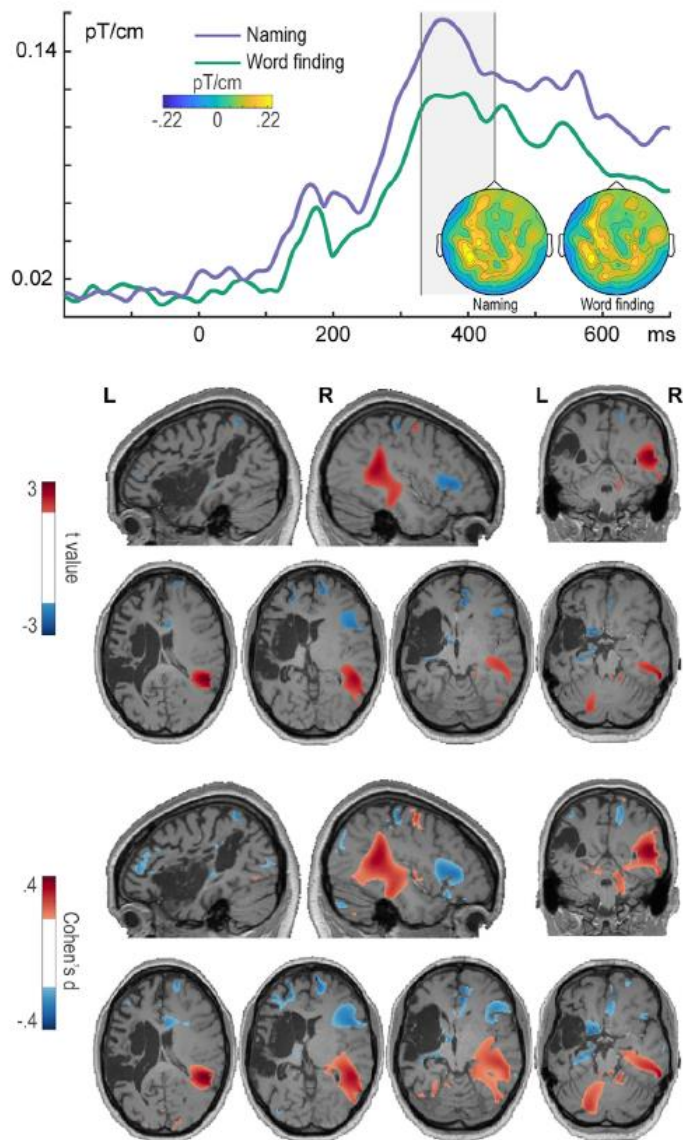 pT/cm
Naming
0.14
Word finding
pT/cm
-.22 0 .22
0.02
Naming Word finding
0 200 400 600 ms
L R L R
3
t value
-3
.4
Cohen's d
-.4